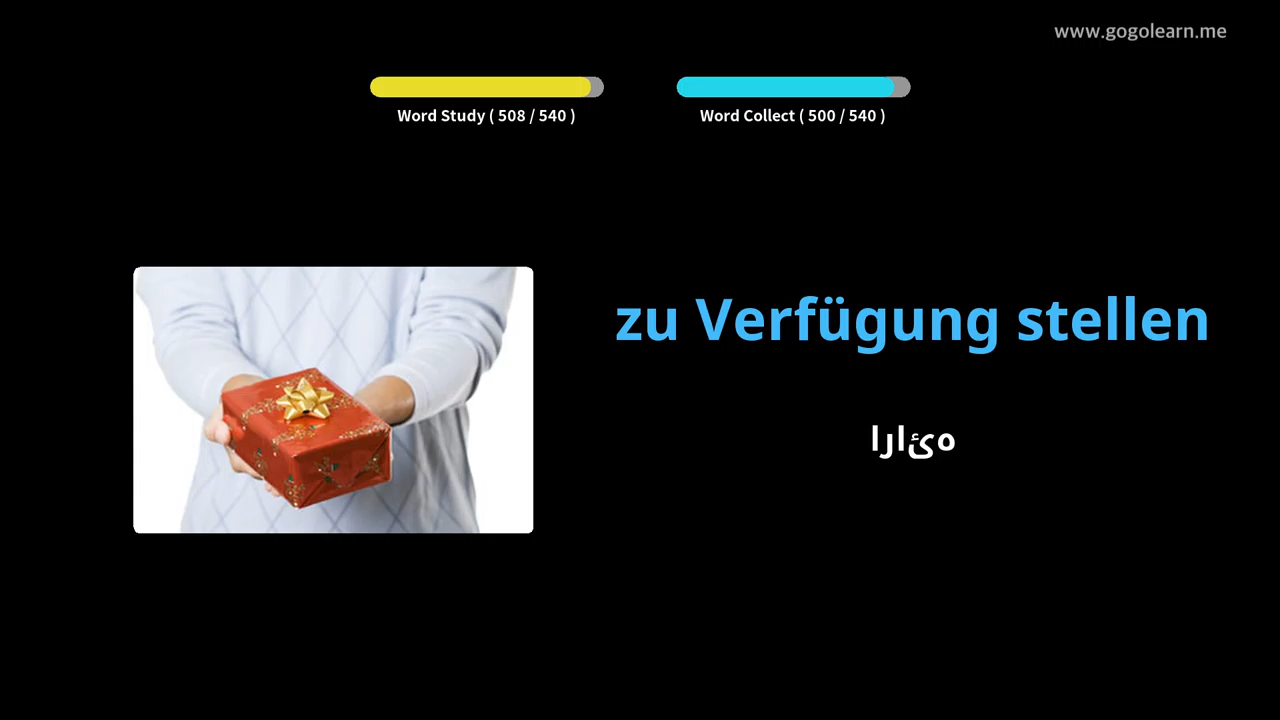 www.gogolearn.me
Word Study ( 508 / 540 )
Word Collect ( 500 / 540 )
zu Verfügung stellen
ارائه